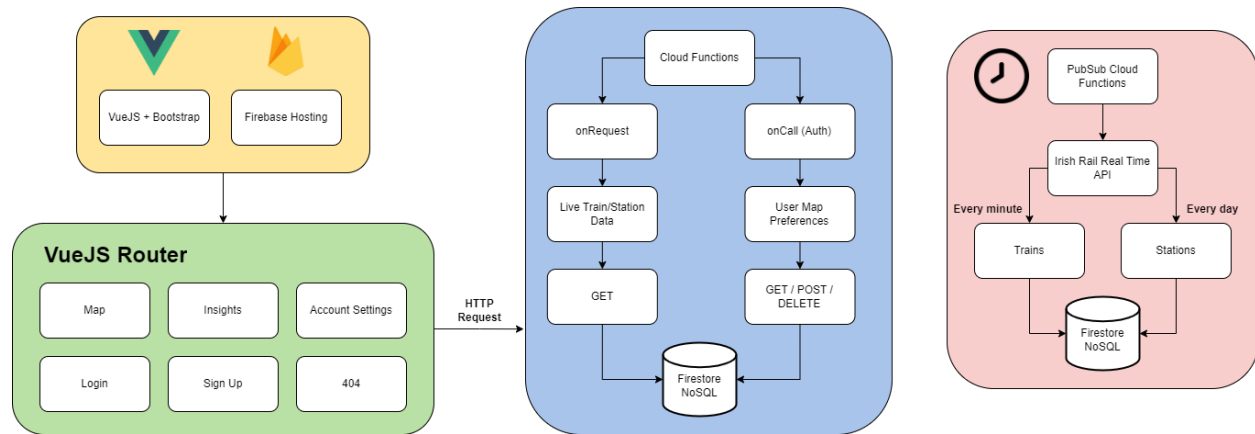 VueJS + Bootstrap
Firebase Hosting
VueJS Router
Map
Insights
Account Settings
Login
Sign Up
404
HTTP
Request
Cloud Functions
onRequest
onCall (Auth)
Live Train/Station
Data
User Map
Preferences
GET
GET / POST /
DELETE
Firestore
NoSQL
PubSub Cloud
Functions
Irish Rail Real Time
API
Every minute
Every day
Trains
Stations
Firestore
NoSQL